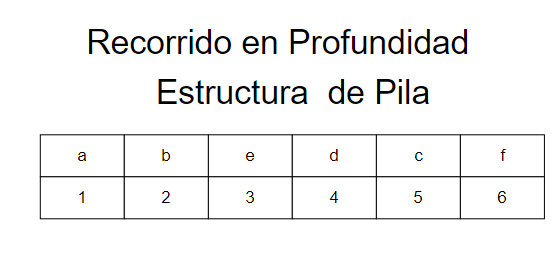 Recorrido en Profundidad
Estructura de Pila
a b e d c f
1 2 3 4 5 6